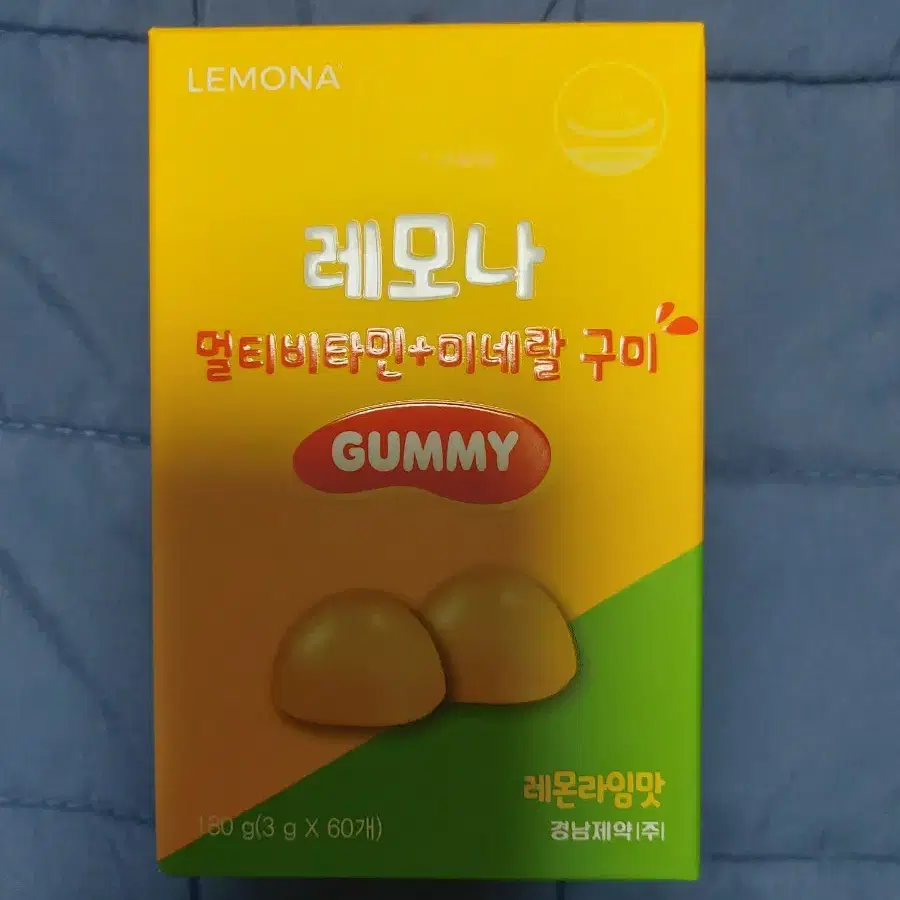 LEMONA
레모나
멀티비타민+미네랄 구미
GUMMY
레몬라임맛
180 g(3 g X 60개)
경남제약(주)